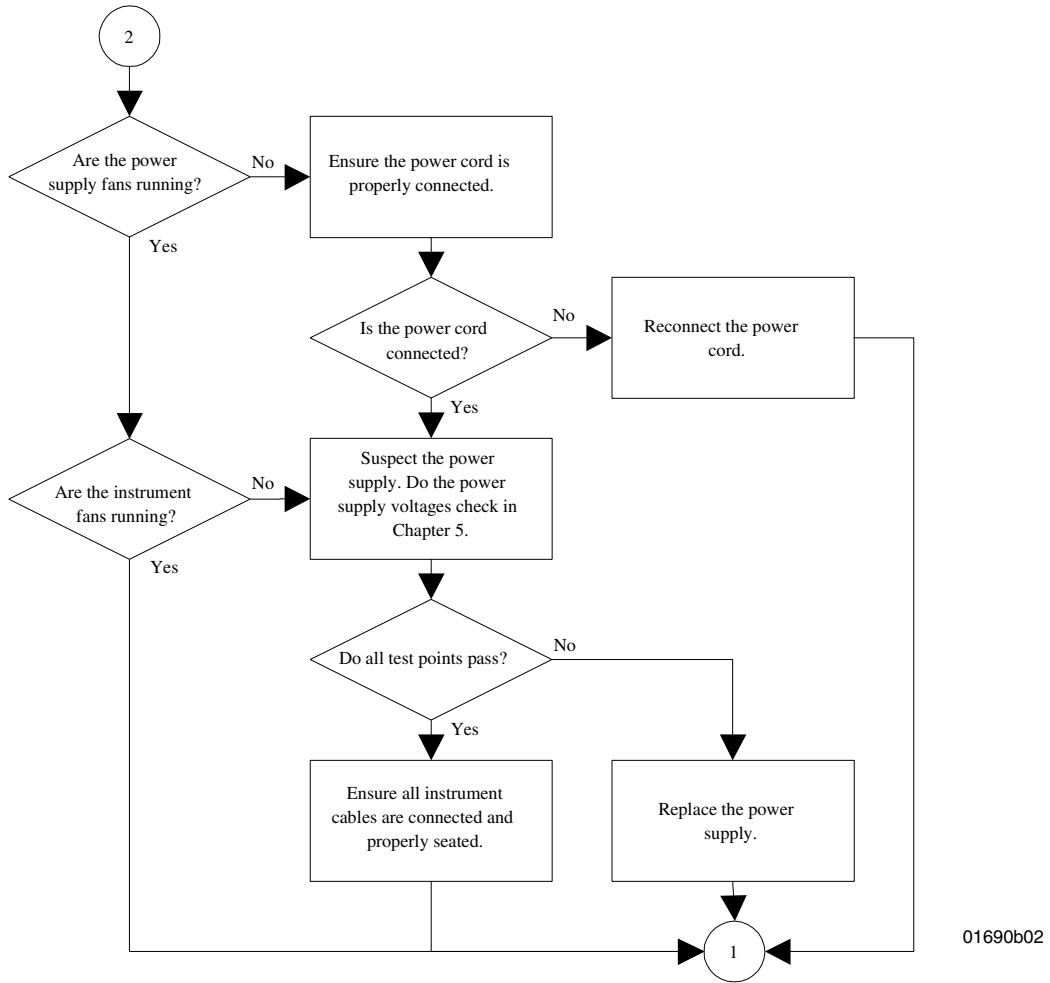 2
Are the power
supply fans running?
No
Ensure the power cord is
properly connected.
Yes
Is the power cord
connected?
No
Reconnect the power
cord.
Yes
Are the instrument
fans running?
No
Suspect the power
supply. Do the power
supply voltages check in
Chapter 5.
Yes
Do all test points pass?
No
Yes
Ensure all instrument
cables are connected and
properly seated.
Replace the power
supply.
1
01690b02